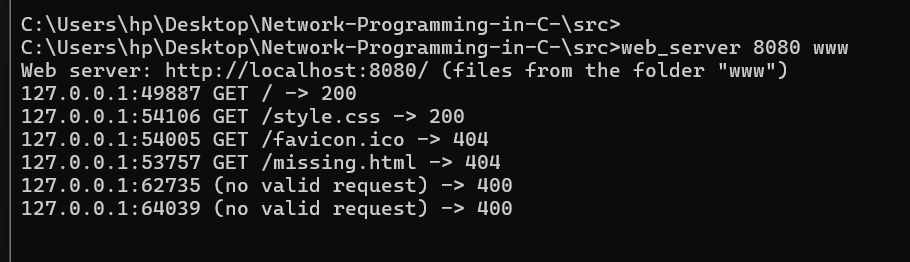 C:\Users\hp\Desktop\Network-Programming-in-C-\src>
C:\Users\hp\Desktop\Network-Programming-in-C-\src>web_server 8080 www
Web server: http://localhost:8080/ (files from the folder "www")
127.0.0.1:49887 GET / -> 200
127.0.0.1:54106 GET /style.css -> 200
127.0.0.1:54005 GET /favicon.ico -> 404
127.0.0.1:53757 GET /missing.html -> 404
127.0.0.1:62735 (no valid request) -> 400
127.0.0.1:64039 (no valid request) -> 400